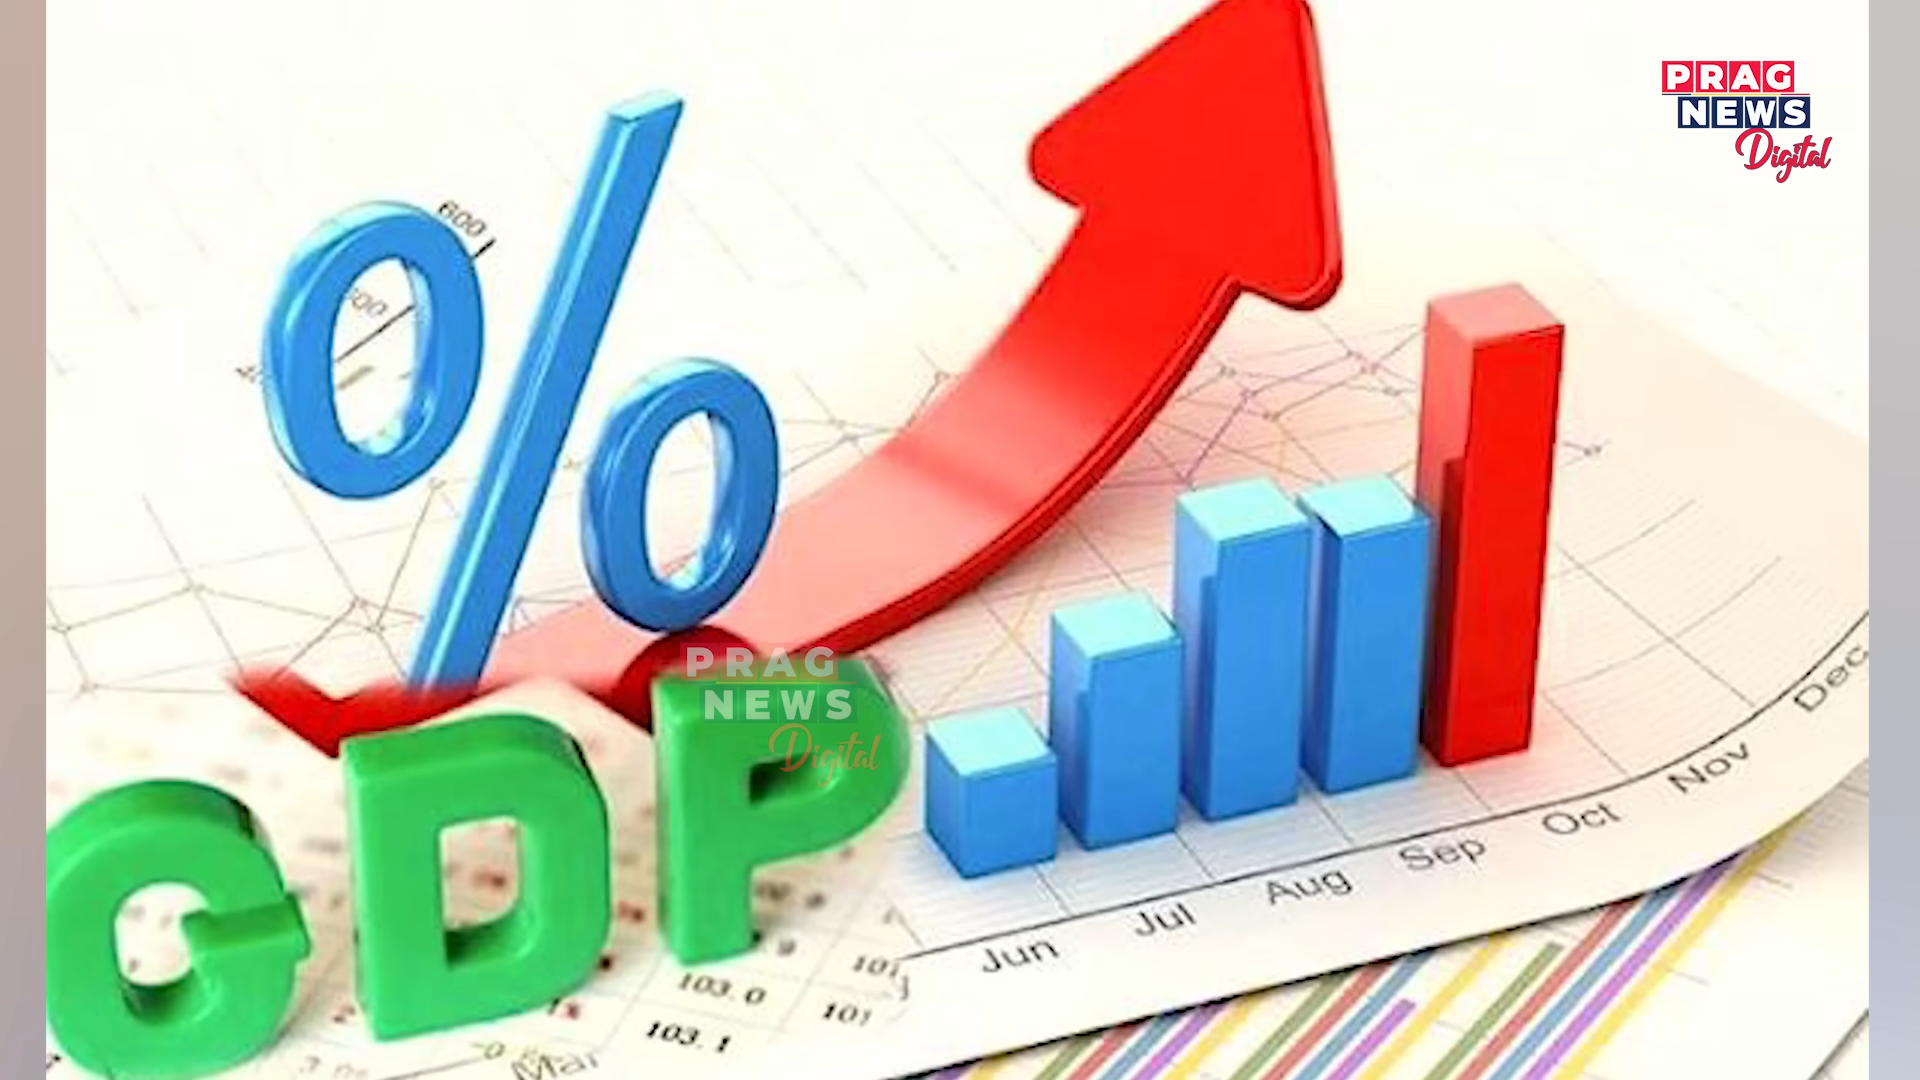 PRAG
NEWS
Digital
600
%
PRAG
NEWS
Digital
GDP
Jun
Jul
Aug
Sep
Oct
Nov
Dec
103.0
103.1
Mai